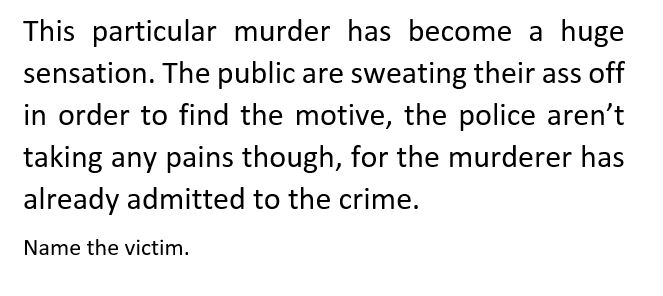 This particular murder has become a huge
sensation. The public are sweating their ass off
in order to find the motive, the police aren’t
taking any pains though, for the murderer has
already admitted to the crime.
Name the victim.